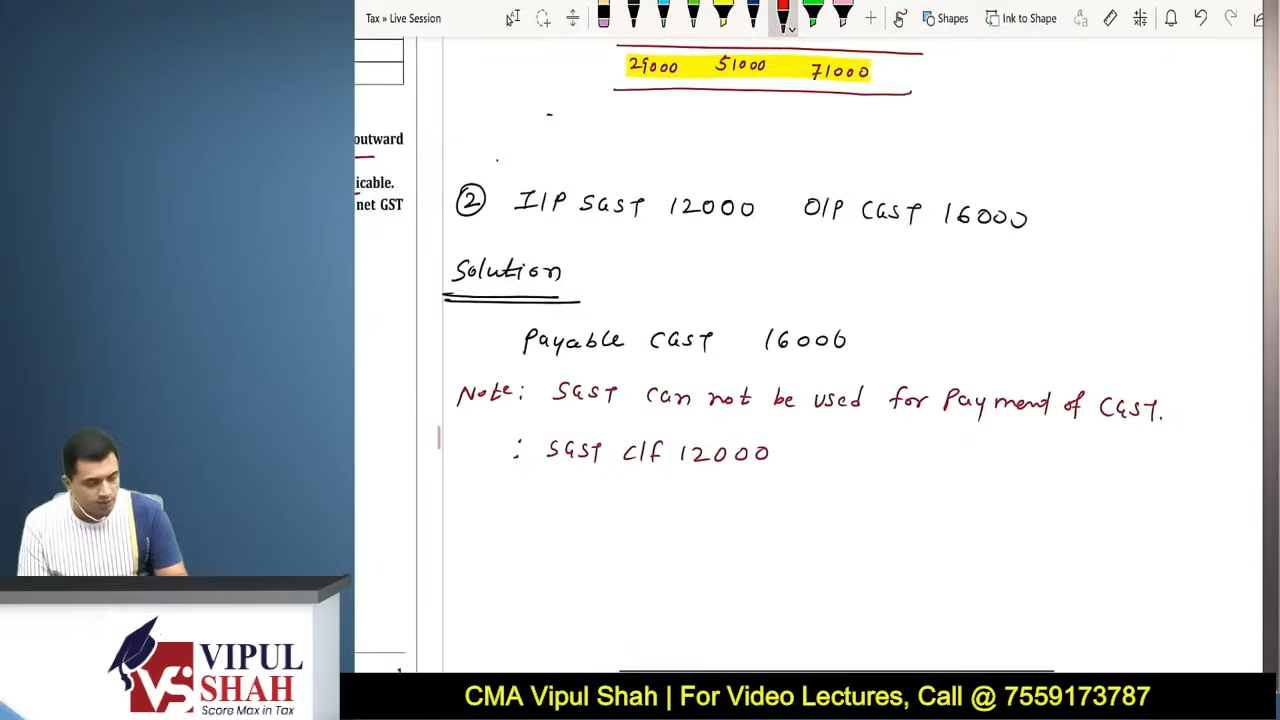 Tax » Live Session
Shapes
Ink to Shape
29000 51000 71000
outward
icable.
net GST
② I/P SGST 12000 O/P CGST 16000
Solution
Payable CGST 16000
Note: SGST can not be used for Payment of CGST.
: SGST C/f 12000
VIPUL
SHAH
Score Max in Tax
CMA Vipul Shah | For Video Lectures, Call @ 7559173787